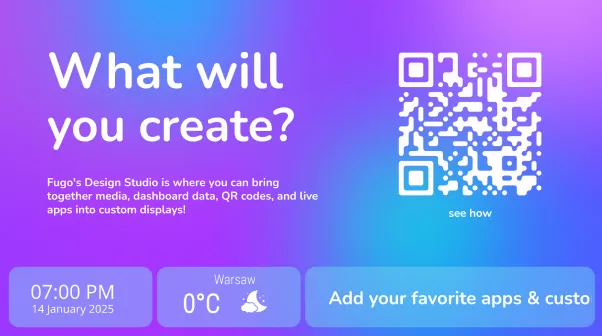 What will
you create?
Fugo's Design Studio is where you can bring
together media, dashboard data, QR codes, and live
apps into custom displays!
see how
07:00 PM
14 January 2025
Warsaw
0°C
Add your favorite apps & custo